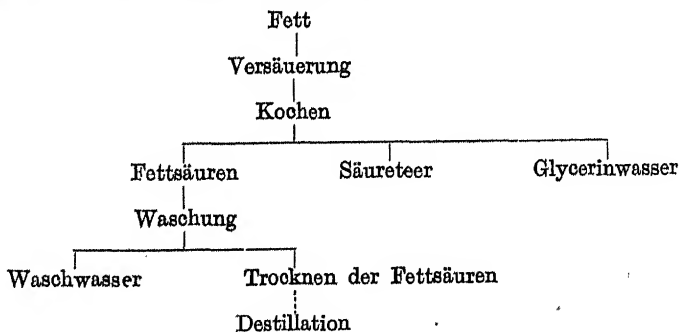 Fett
Versäuerung
Kochen
Fettsäuren Säureteer Glycerinwasser
Waschung
Waschwasser Trocknen der Fettsäuren
Destillation